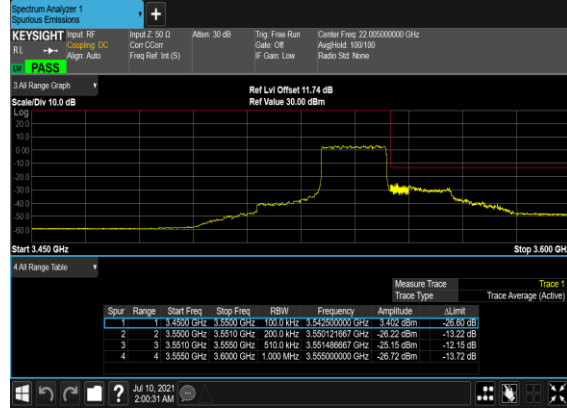 Spectrum Analyzer 1
Spurious Emissions
+
KEYSIGHT Input: RF Input Z: 50 Ω Atten: 30 dB Trig: Free Run Center Freq: 22.005000000 GHz
RL Coupling: DC Corr CCorr Gate: Off Avg|Hold: 100/100
Align: Auto Freq Ref: Int (S) IF Gain: Low Radio Std: None
LW PASS
3 All Range Graph
Ref Lvl Offset 11.74 dB
Scale/Div 10.0 dB Ref Value 30.00 dBm
Log
20.0
10.0
0.00
-10.0
-20.0
-30.0
-40.0
-50.0
-60.0
Start 3.450 GHz Stop 3.600 GH
4 All Range Table
Measure Trace Trace 1
Trace Type Trace Average (Active)
Spur Range Start Freq Stop Freq RBW Frequency Amplitude ΔLimit
1 1 3.4500 GHz 3.5500 GHz 100.0 kHz 3.542500000 GHz 3.402 dBm -26.60 dB
2 2 3.5500 GHz 3.5510 GHz 200.0 kHz 3.550121667 GHz -26.22 dBm -13.22 dB
3 3 3.5510 GHz 3.5550 GHz 510.0 kHz 3.551486667 GHz -25.15 dBm -12.15 dB
4 4 3.5550 GHz 3.6000 GHz 1.000 MHz 3.555000000 GHz -26.72 dBm -13.72 dB
? Jul 10, 2021
2:00:31 AM